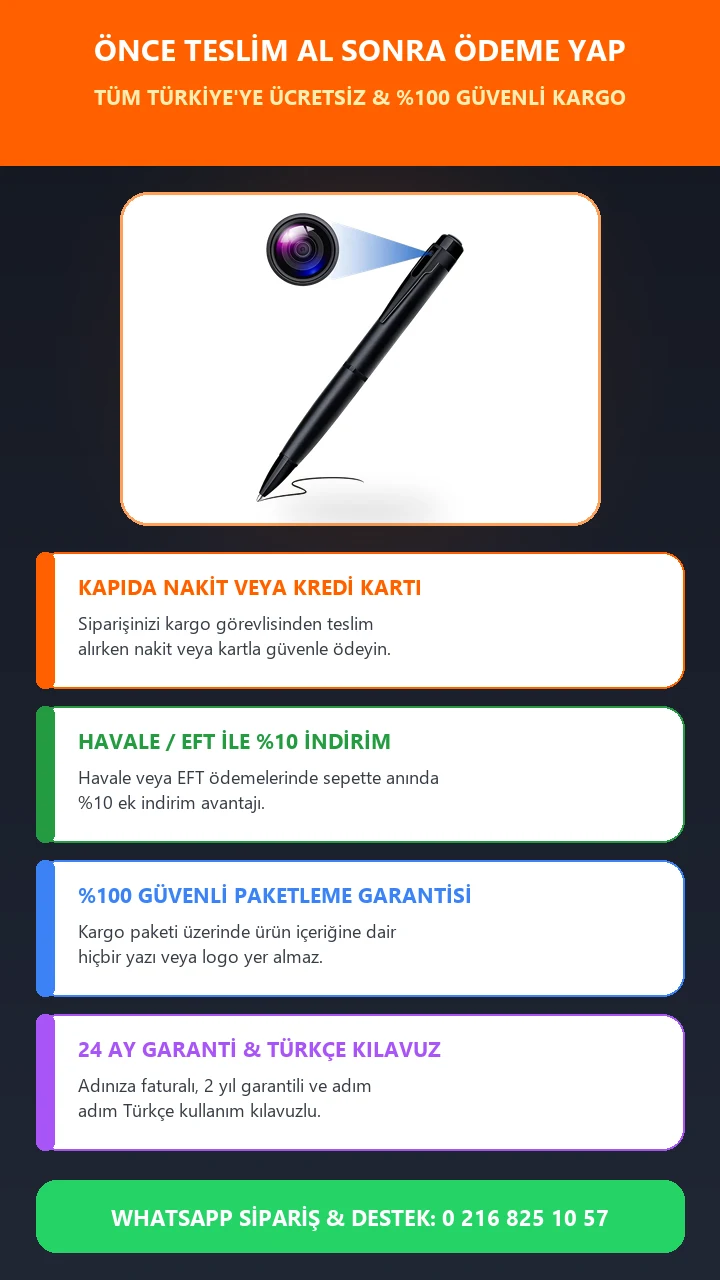 ÖNCE TESLİM AL SONRA ÖDEME YAP
TÜM TÜRKİYE'YE ÜCRETSİZ & %100 GÜVENLİ KARGO
KAPIDA NAKİT VEYA KREDİ KARTI
Siparişinizi kargo görevlisinden teslim
alırken nakit veya kartla güvenle ödeyin.
HAVALE / EFT İLE %10 İNDİRİM
Havale veya EFT ödemelerinde sepette anında
%10 ek indirim avantajı.
%100 GÜVENLİ PAKETLEME GARANTİSİ
Kargo paketi üzerinde ürün içeriğine dair
hiçbir yazı veya logo yer almaz.
24 AY GARANTİ & TÜRKÇE KILAVUZ
Adınıza faturalı, 2 yıl garantili ve adım
adım Türkçe kullanım kılavuzlu.
WHATSAPP SİPARİŞ & DESTEK: 0 216 825 10 57